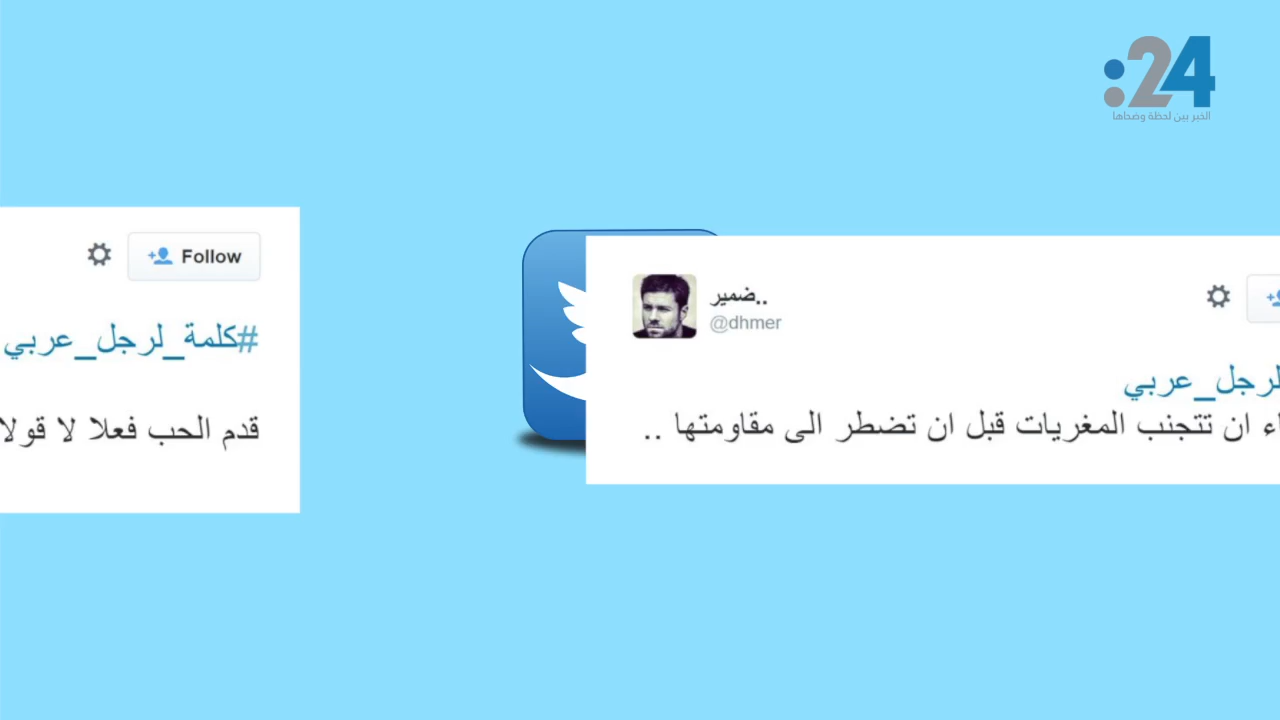 :24
الخبر بين لحظة وضحاها
Follow
#كلمة_لرجل_عربي
قدم الحب فعلا لا قولا
ضمير..
@dhmer
لرجل_عربي
ان تتجنب المغريات قبل ان تضطر الى مقاومتها ..